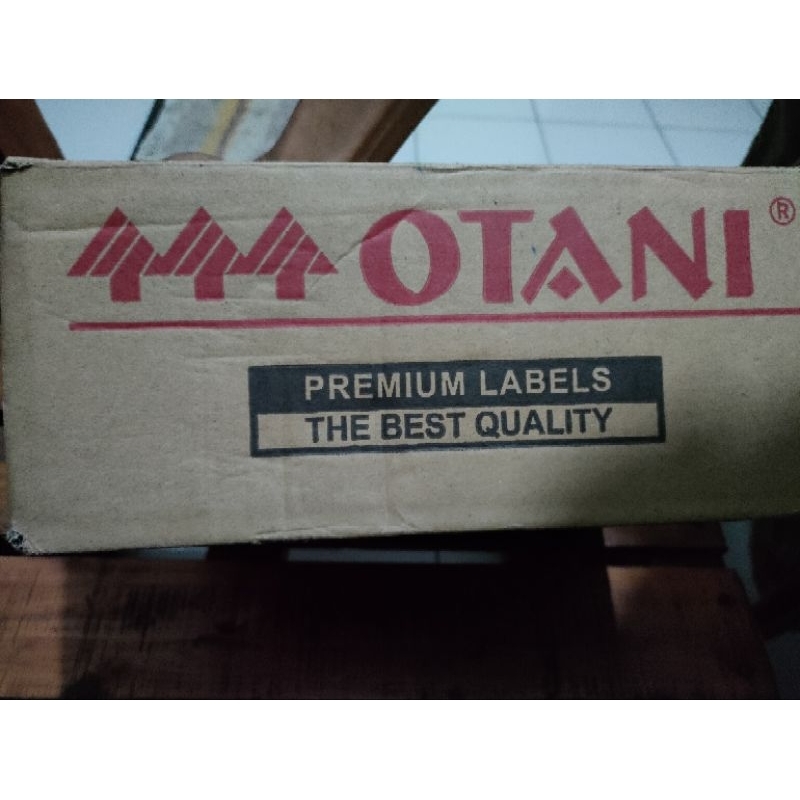 OTANI®
PREMIUM LABELS
THE BEST QUALITY